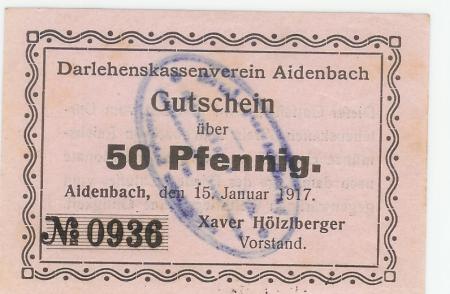 Darlehenskassenverein Aidenbach
Gutschein
über
50 Pfennig.
Aidenbach, den 15. Januar 1917.
№ 0936
Xaver Hölzlberger
Vorstand.